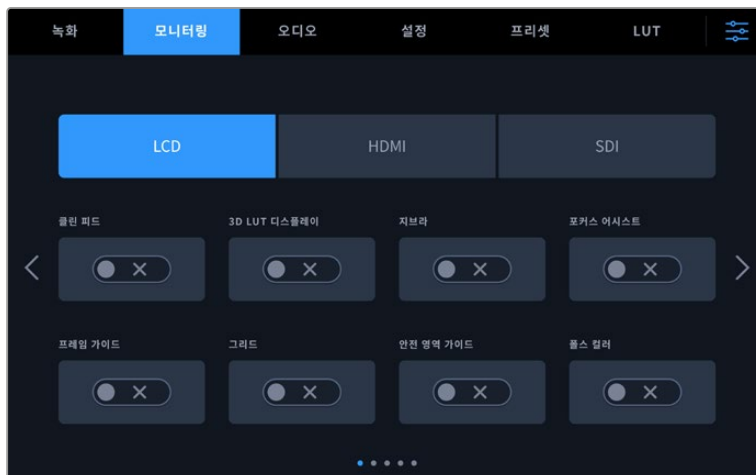 녹화 모니터링 오디오 설정 프리셋 LUT
LCD HDMI SDI
클린 피드 3D LUT 디스플레이 지브라 포커스 어시스트
프레임 가이드 그리드 안전 영역 가이드 폴스 컬러